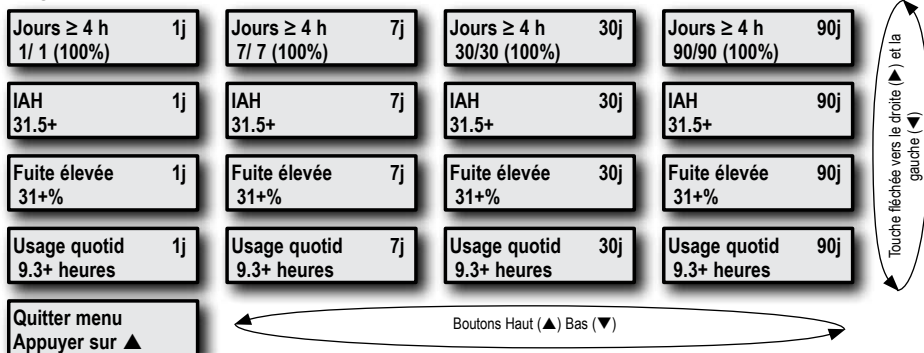 Jours ≥ 4 h 1j
1/ 1 (100%)
Jours ≥ 4 h 7j
7/ 7 (100%)
Jours ≥ 4 h 30j
30/30 (100%)
Jours ≥ 4 h 90j
90/90 (100%)
IAH 1j
31.5+
IAH 7j
31.5+
IAH 30j
31.5+
IAH 90j
31.5+
Fuite élevée 1j
31+%
Fuite élevée 7j
31+%
Fuite élevée 30j
31+%
Fuite élevée 90j
31+%
Usage quotid 1j
9.3+ heures
Usage quotid 7j
9.3+ heures
Usage quotid 30j
9.3+ heures
Usage quotid 90j
9.3+ heures
Quitter menu
Appuyer sur ▲
Boutons Haut (▲) Bas (▼)
Touche fléchée vers le droite (▶) et la
gauche (◀)